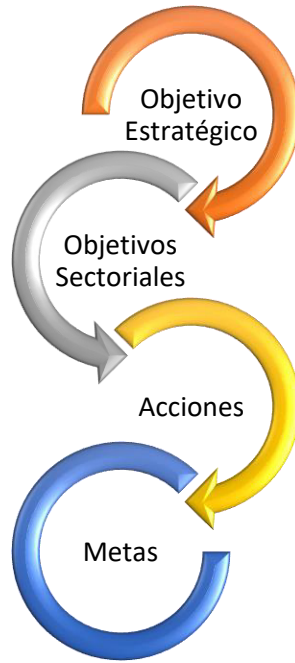 Objetivo
Estratégico
Objetivos
Sectoriales
Acciones
Metas